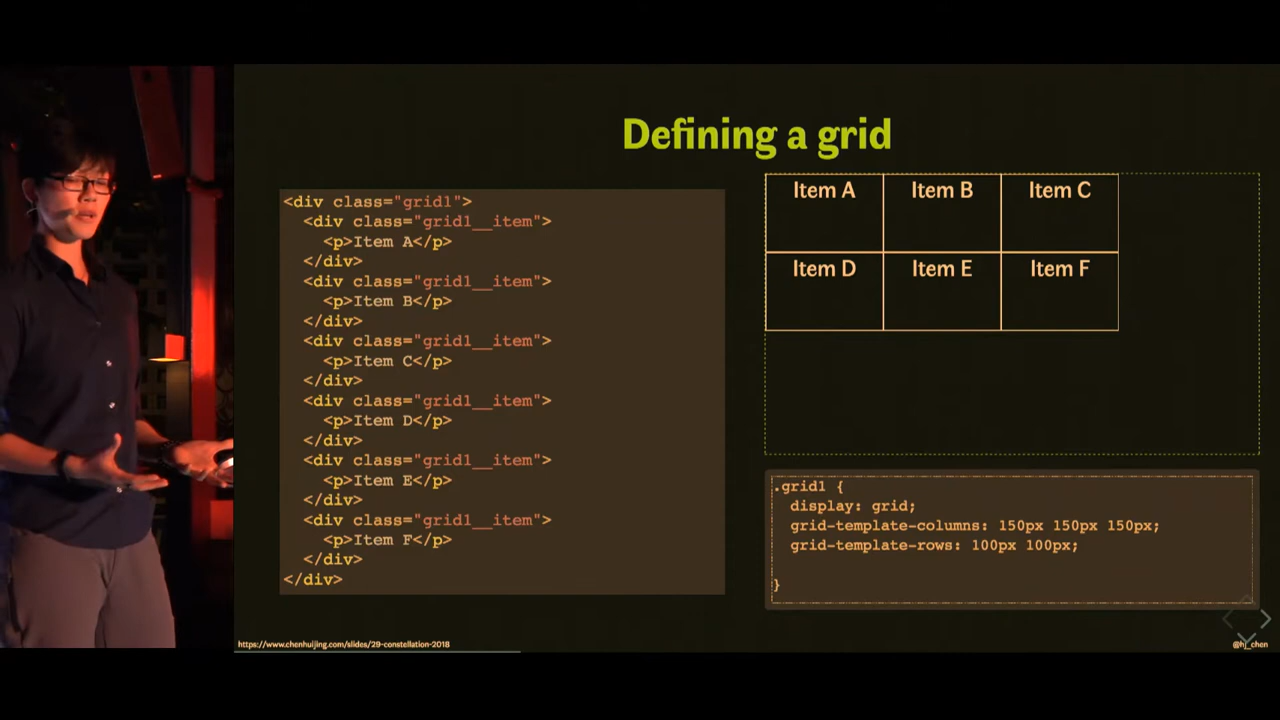 Defining a grid
<div class="grid1">
<div class="grid1__item">
<p>Item A</p>
</div>
<div class="grid1__item">
<p>Item B</p>
</div>
<div class="grid1__item">
<p>Item C</p>
</div>
<div class="grid1__item">
<p>Item D</p>
</div>
<div class="grid1__item">
<p>Item E</p>
</div>
<div class="grid1__item">
<p>Item F</p>
</div>
</div>
Item A Item B Item C
Item D Item E Item F
.grid1 {
display: grid;
grid-template-columns: 150px 150px 150px;
grid-template-rows: 100px 100px;
}
https://www.chenhuijing.com/slides/29-constellation-2018
@hj_chen